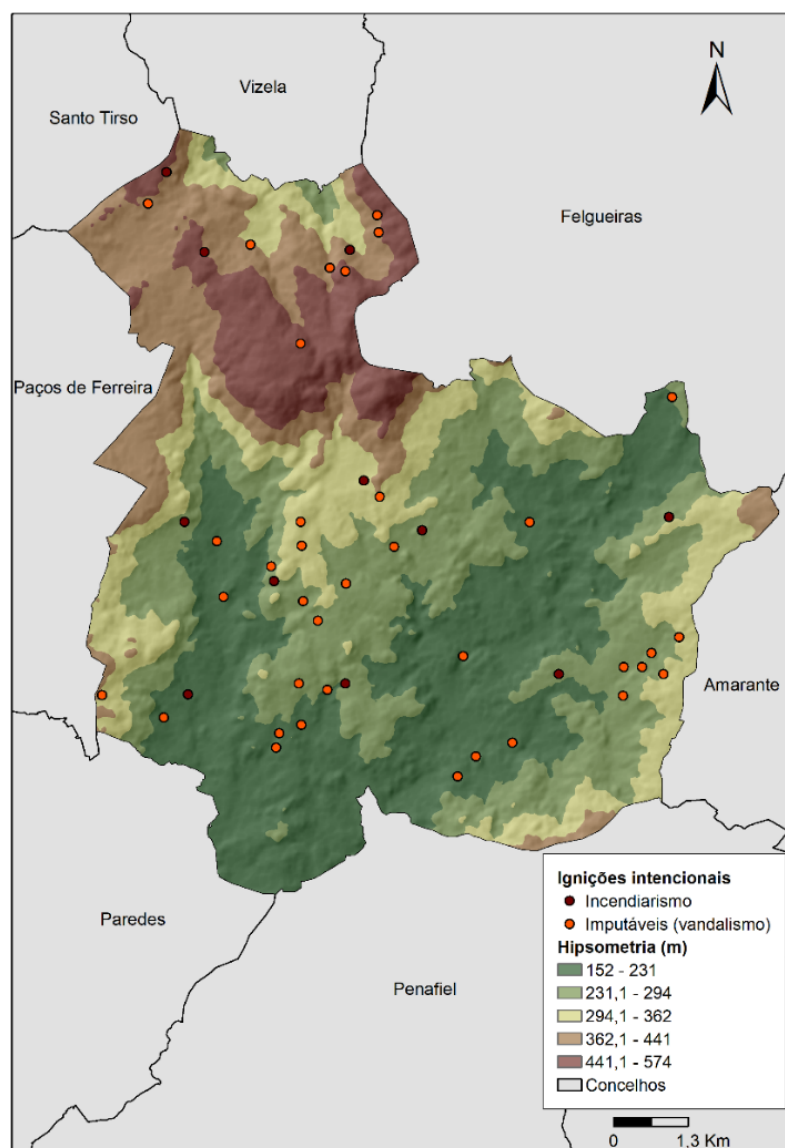 Vizela
Santo Tirso
N
Felgueiras
Paços de Ferreira
Amarante
Paredes
Penafiel
Ignições intencionais
Incendiarismo
Imputáveis (vandalismo)
Hipsometria (m)
152 - 231
231,1 - 294
294,1 - 362
362,1 - 441
441,1 - 574
Concelhos
0 1,3 Km